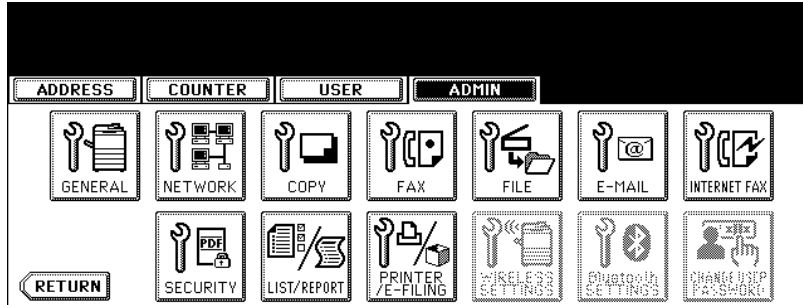 ADDRESS COUNTER USER ADMIN
GENERAL NETWORK COPY FAX FILE E-MAIL INTERNET FAX
PDF
SECURITY LIST/REPORT PRINTER
/E-FILING WIRELESS
SETTINGS Bluetooth
SETTINGS CHANGE USER
PASSWORD
RETURN